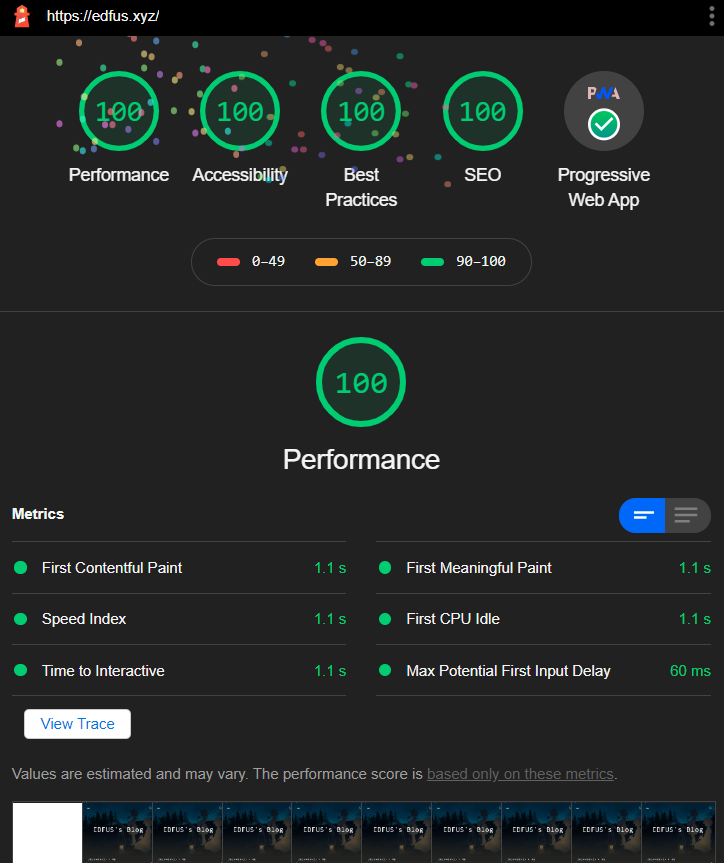 https://edfus.xyz/
100
100
100
100
PWA
Performance
Accessibility
Best
Practices
SEO
Progressive
Web App
0–49
50–89
90–100
100
Performance
Metrics
First Contentful Paint
1.1 s
First Meaningful Paint
1.1 s
Speed Index
1.1 s
First CPU Idle
1.1 s
Time to Interactive
1.1 s
Max Potential First Input Delay
60 ms
View Trace
Values are estimated and may vary. The performance score is based only on these metrics.
EDFUS's Blog
EDFUS's Blog
EDFUS's Blog
EDFUS's Blog
EDFUS's Blog
EDFUS's Blog
EDFUS's Blog
EDFUS's Blog
EDFUS's Blog